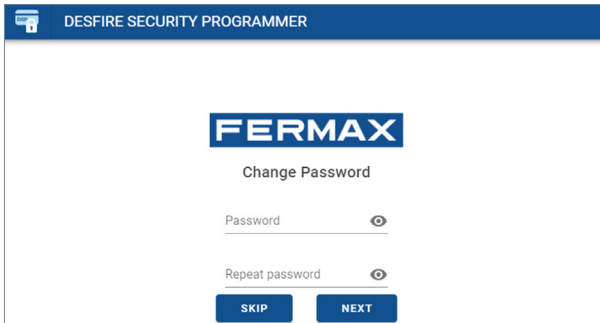 DESFIRE SECURITY PROGRAMMER
FERMAX
Change Password
Password
Repeat password
SKIP NEXT